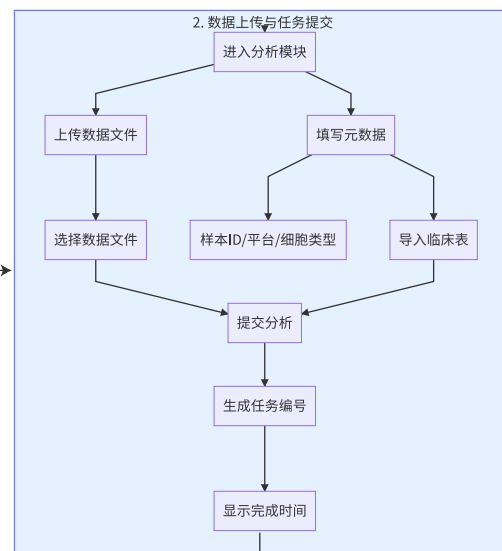 2. 数据上传与任务提交
进入分析模块
上传数据文件
填写元数据
选择数据文件
样本ID/平台/细胞类型
导入临床表
提交分析
生成任务编号
显示完成时间